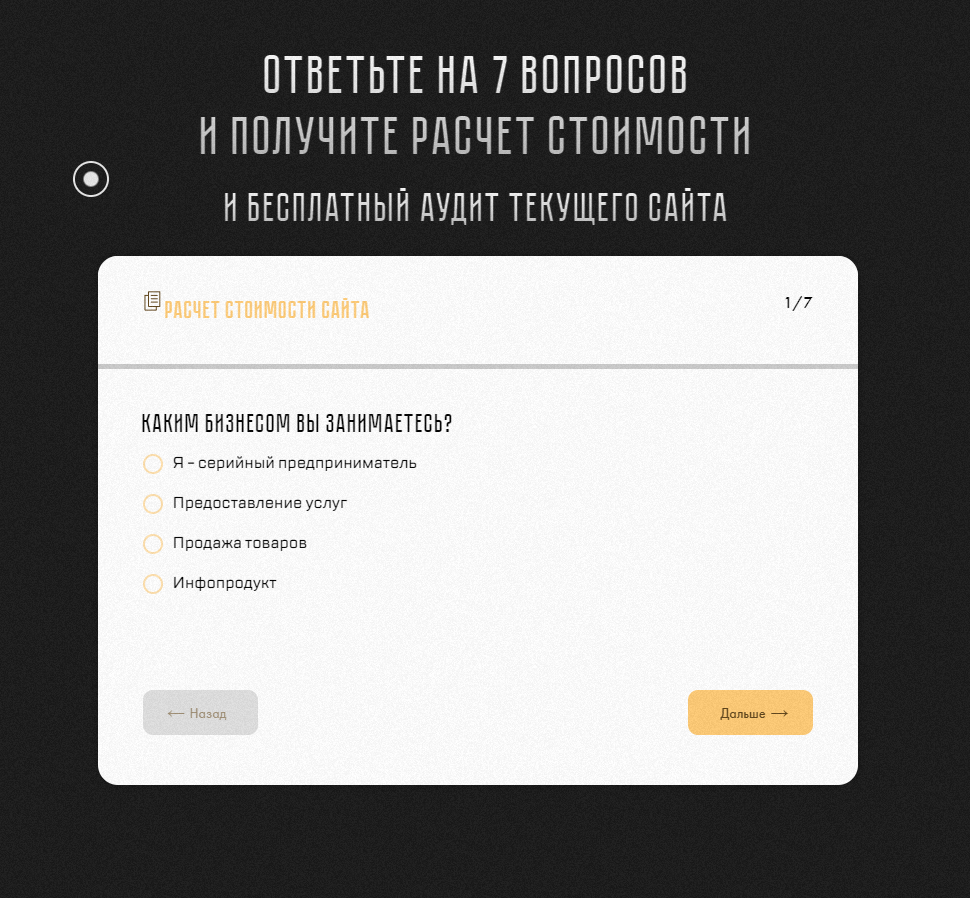 ОТВЕТЬТЕ НА 7 ВОПРОСОВ
И ПОЛУЧИТЕ РАСЧЕТ СТОИМОСТИ
И БЕСПЛАТНЫЙ АУДИТ ТЕКУЩЕГО САЙТА
РАСЧЕТ СТОИМОСТИ САЙТА
1/7
КАКИМ БИЗНЕСОМ ВЫ ЗАНИМАЕТЕСЬ?
Я – серийный предприниматель
Предоставление услуг
Продажа товаров
Инфопродукт
← Назад
Дальше →